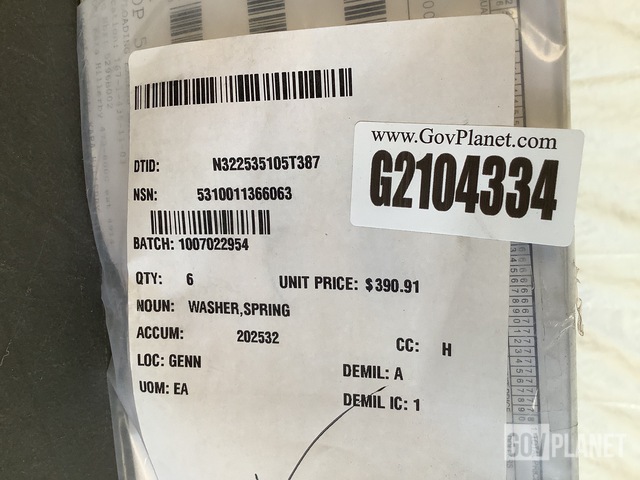 www.GovPlanet.com
G2104334
DTID: N322535105T387
NSN: 5310011366063
BATCH: 1007022954
QTY: 6 UNIT PRICE: $390.91
NOUN: WASHER,SPRING
ACCUM: 202532
CC: H
LOC: GENN
DEMIL: A
UOM: EA
DEMIL IC: 1
GOVPLANET